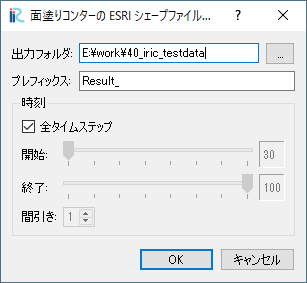 面塗りコンターの ESRI シェープファイル...
出力フォルダ: E:¥work¥40_iric_testdata ...
プレフィックス: Result_
時刻
全タイムステップ
開始: 30
終了: 100
間引き: 1
OK キャンセル